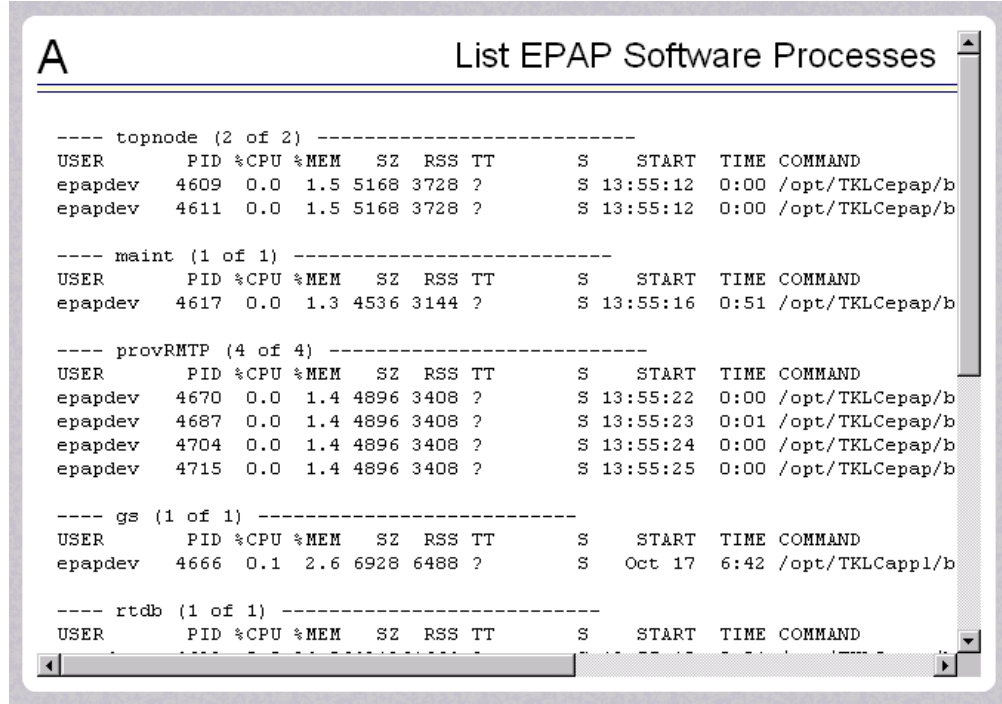 A
List EPAP Software Processes
---- topnode (2 of 2) ---------------------------
USER       PID %CPU %MEM   SZ  RSS TT       S    START  TIME COMMAND
epapdev   4609  0.0  1.5 5168 3728 ?        S 13:55:12  0:00 /opt/TKLCepap/b
epapdev   4611  0.0  1.5 5168 3728 ?        S 13:55:12  0:00 /opt/TKLCepap/b
---- maint (1 of 1) ---------------------------
USER       PID %CPU %MEM   SZ  RSS TT       S    START  TIME COMMAND
epapdev   4617  0.0  1.3 4536 3144 ?        S 13:55:16  0:51 /opt/TKLCepap/b
---- provRMTP (4 of 4) ---------------------------
USER       PID %CPU %MEM   SZ  RSS TT       S    START  TIME COMMAND
epapdev   4670  0.0  1.4 4896 3408 ?        S 13:55:22  0:00 /opt/TKLCepap/b
epapdev   4687  0.0  1.4 4896 3408 ?        S 13:55:23  0:01 /opt/TKLCepap/b
epapdev   4704  0.0  1.4 4896 3408 ?        S 13:55:24  0:00 /opt/TKLCepap/b
epapdev   4715  0.0  1.4 4896 3408 ?        S 13:55:25  0:00 /opt/TKLCepap/b
---- gs (1 of 1) ---------------------------
USER       PID %CPU %MEM   SZ  RSS TT       S    START  TIME COMMAND
epapdev   4666  0.1  2.6 6928 6488 ?        S   Oct 17  6:42 /opt/TKLCappl/b
---- rtdb (1 of 1) ---------------------------
USER       PID %CPU %MEM   SZ  RSS TT       S    START  TIME COMMAND